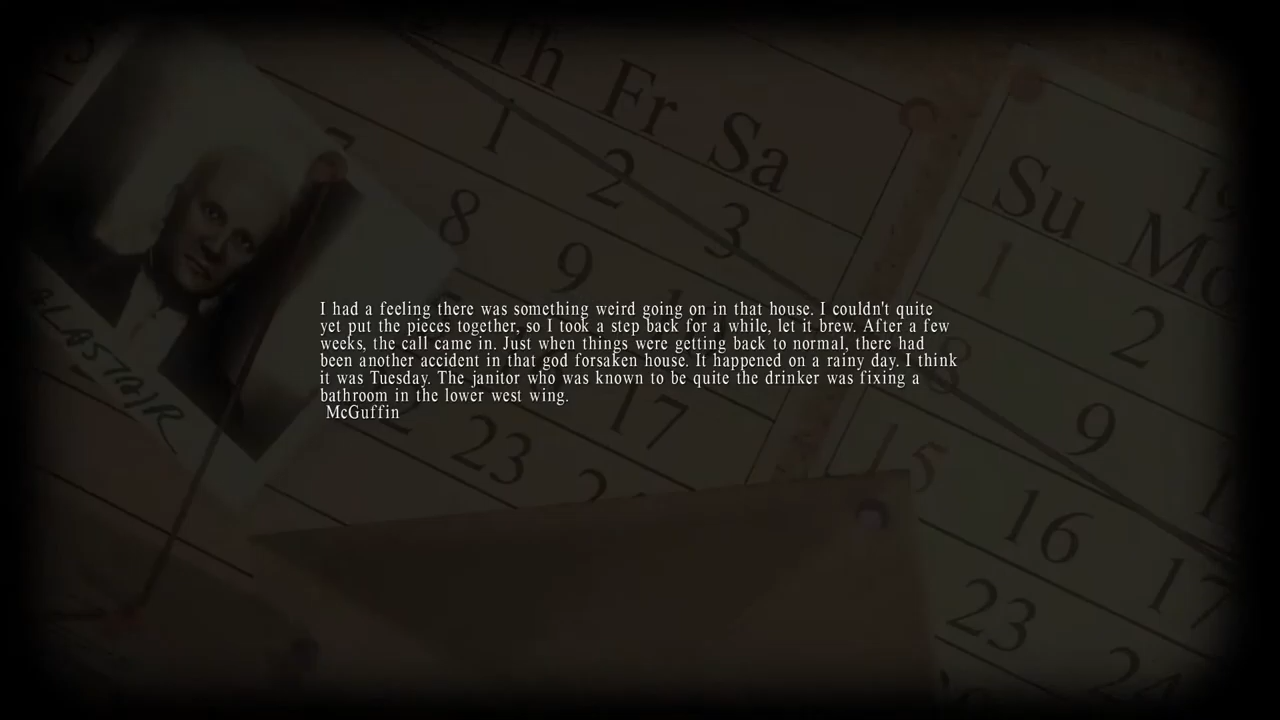 Th Fr Sa
1 2 3
8 9
17
23
Su Mo
1 2
8 9
15 16 17
23 24
BLASTAIR
I had a feeling there was something weird going on in that house. I couldn't quite
yet put the pieces together, so I took a step back for a while, let it brew. After a few
weeks, the call came in. Just when things were getting back to normal, there had
been another accident in that god forsaken house. It happened on a rainy day. I think
it was Tuesday. The janitor who was known to be quite the drinker was fixing a
bathroom in the lower west wing.
McGuffin